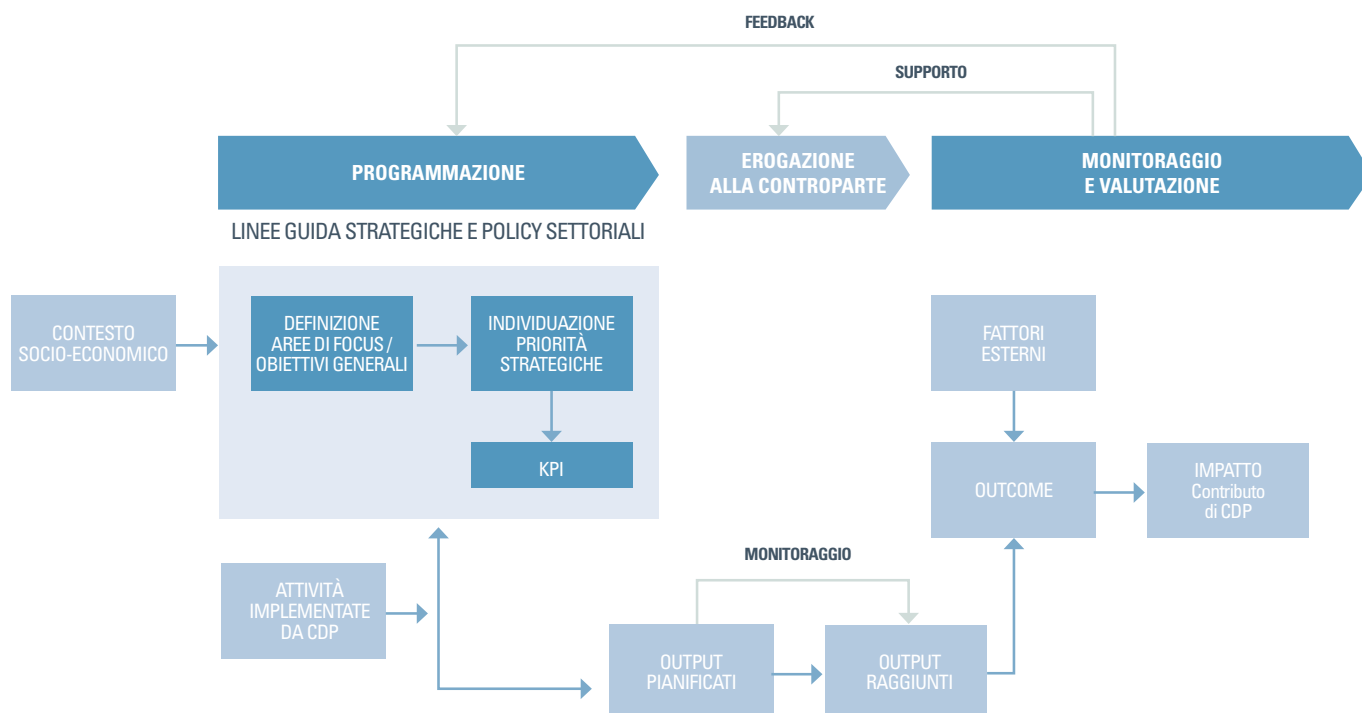 FEEDBACK
SUPPORTO
PROGRAMMAZIONE
EROGAZIONE
ALLA CONTROPARTE
MONITORAGGIO
E VALUTAZIONE
LINEE GUIDA STRATEGICHE E POLICY SETTORIALI
CONTESTO
SOCIO-ECONOMICO
DEFINIZIONE
AREE DI FOCUS /
OBIETTIVI GENERALI
INDIVIDUAZIONE
PRIORITÀ
STRATEGICHE
KPI
FATTORI
ESTERNI
OUTCOME
IMPATTO
Contributo
di CDP
ATTIVITÀ
IMPLEMENTATE
DA CDP
MONITORAGGIO
OUTPUT
PIANIFICATI
OUTPUT
RAGGIUNTI